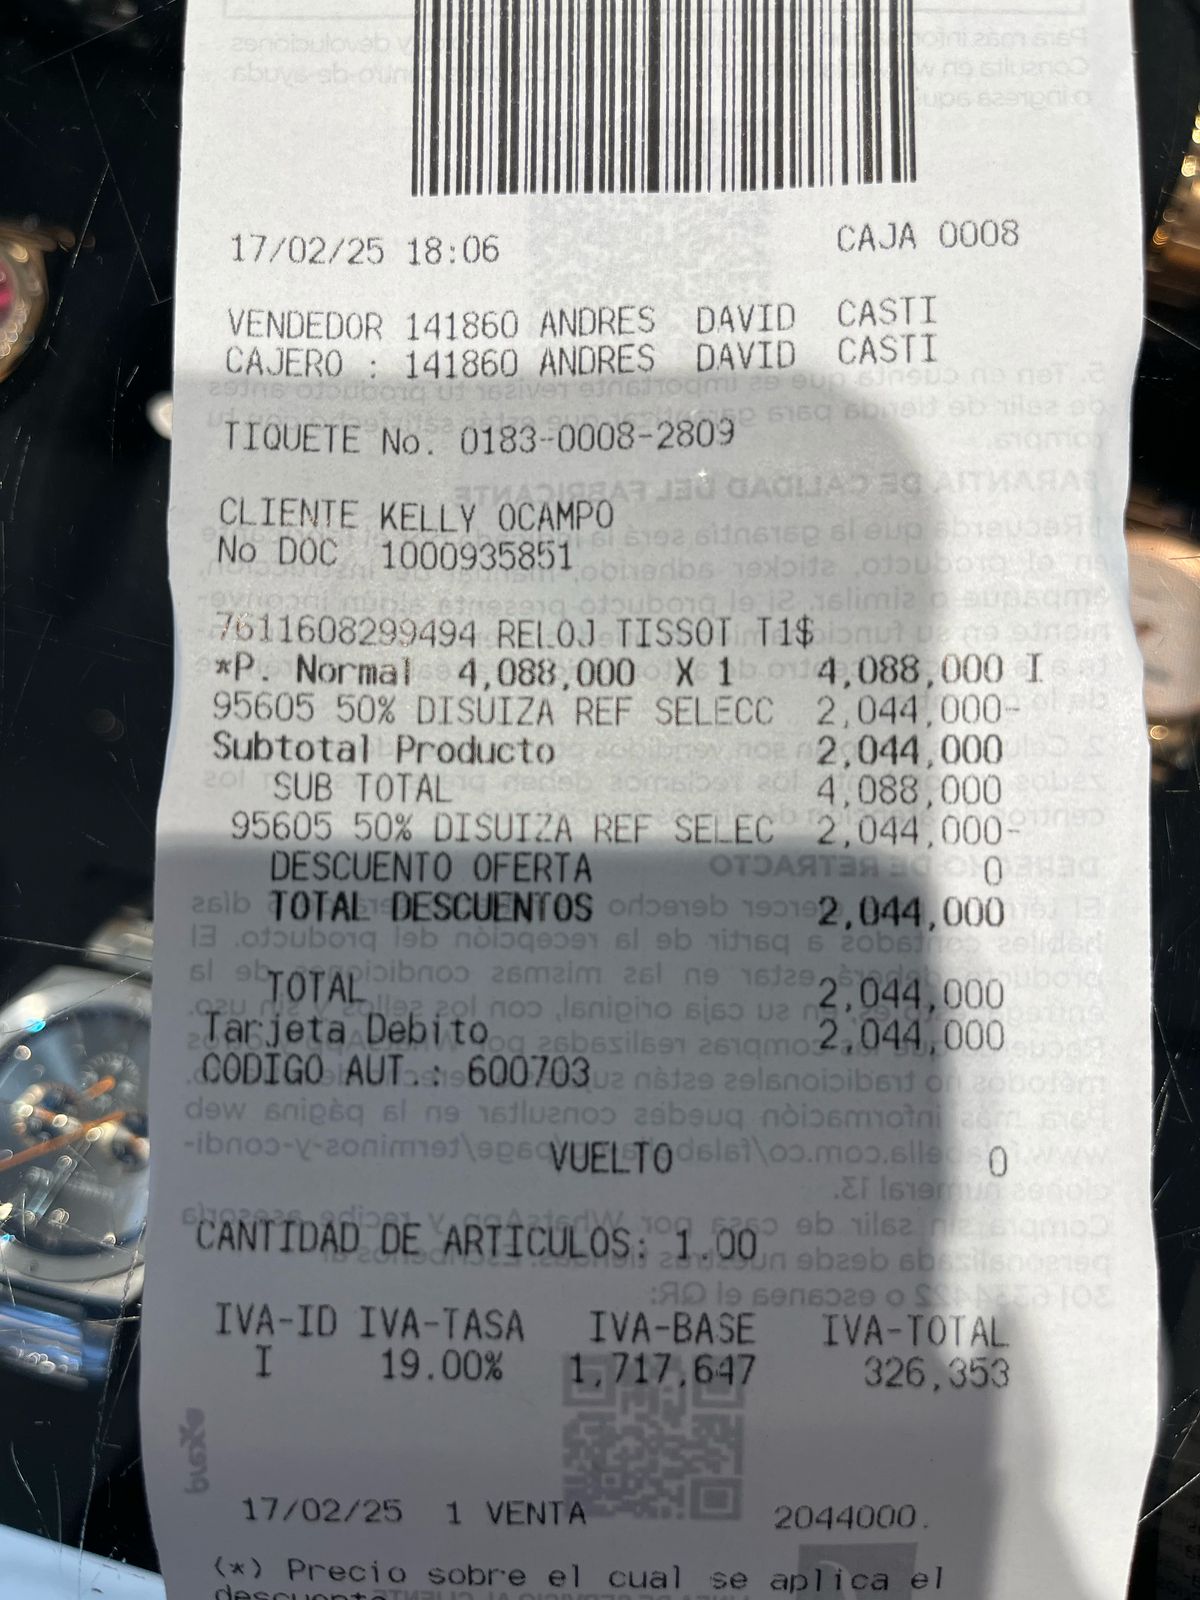 17/02/25 18:06 CAJA 0008
VENDEDOR 141860 ANDRES DAVID CASTI
CAJERO : 141860 ANDRES DAVID CASTI
TIQUETE No. 0183-0008-2809
CLIENTE KELLY OCAMPO
No DOC 1000935851
7611608299494 RELOJ TISSOT T1$
*P. Normal 4,088,000 X 1 4,088,000 I
95605 50% DISUIZA REF SELECC 2,044,000-
Subtotal Producto 2,044,000
SUB TOTAL 4,088,000
95605 50% DISUIZA REF SELEC 2,044,000-
DESCUENTO OFERTA 0
TOTAL DESCUENTOS 2,044,000
TOTAL 2,044,000
Tarjeta Debito 2,044,000
CODIGO AUT.: 600703
VUELTO 0
CANTIDAD DE ARTICULOS: 1.00
IVA-ID IVA-TASA IVA-BASE IVA-TOTAL
I 19.00% 1,717,647 326,353
17/02/25 1 VENTA 2044000.
(*) Precio sobre el cual se aplica el
descuento